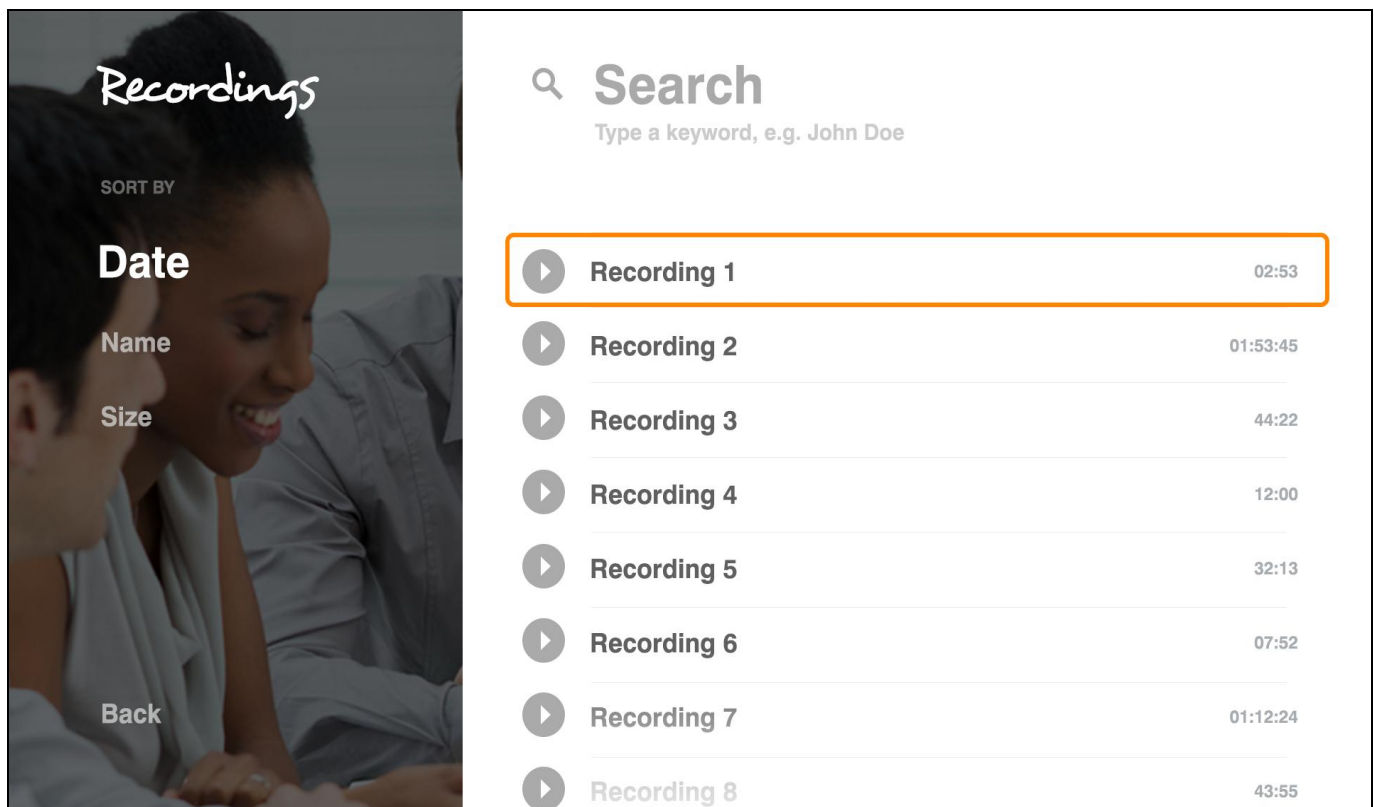 Recordings
SORT BY
Date
Name
Size
Back
Search
Type a keyword, e.g. John Doe
Recording 1 02:53
Recording 2 01:53:45
Recording 3 44:22
Recording 4 12:00
Recording 5 32:13
Recording 6 07:52
Recording 7 01:12:24
Recording 8 43:55